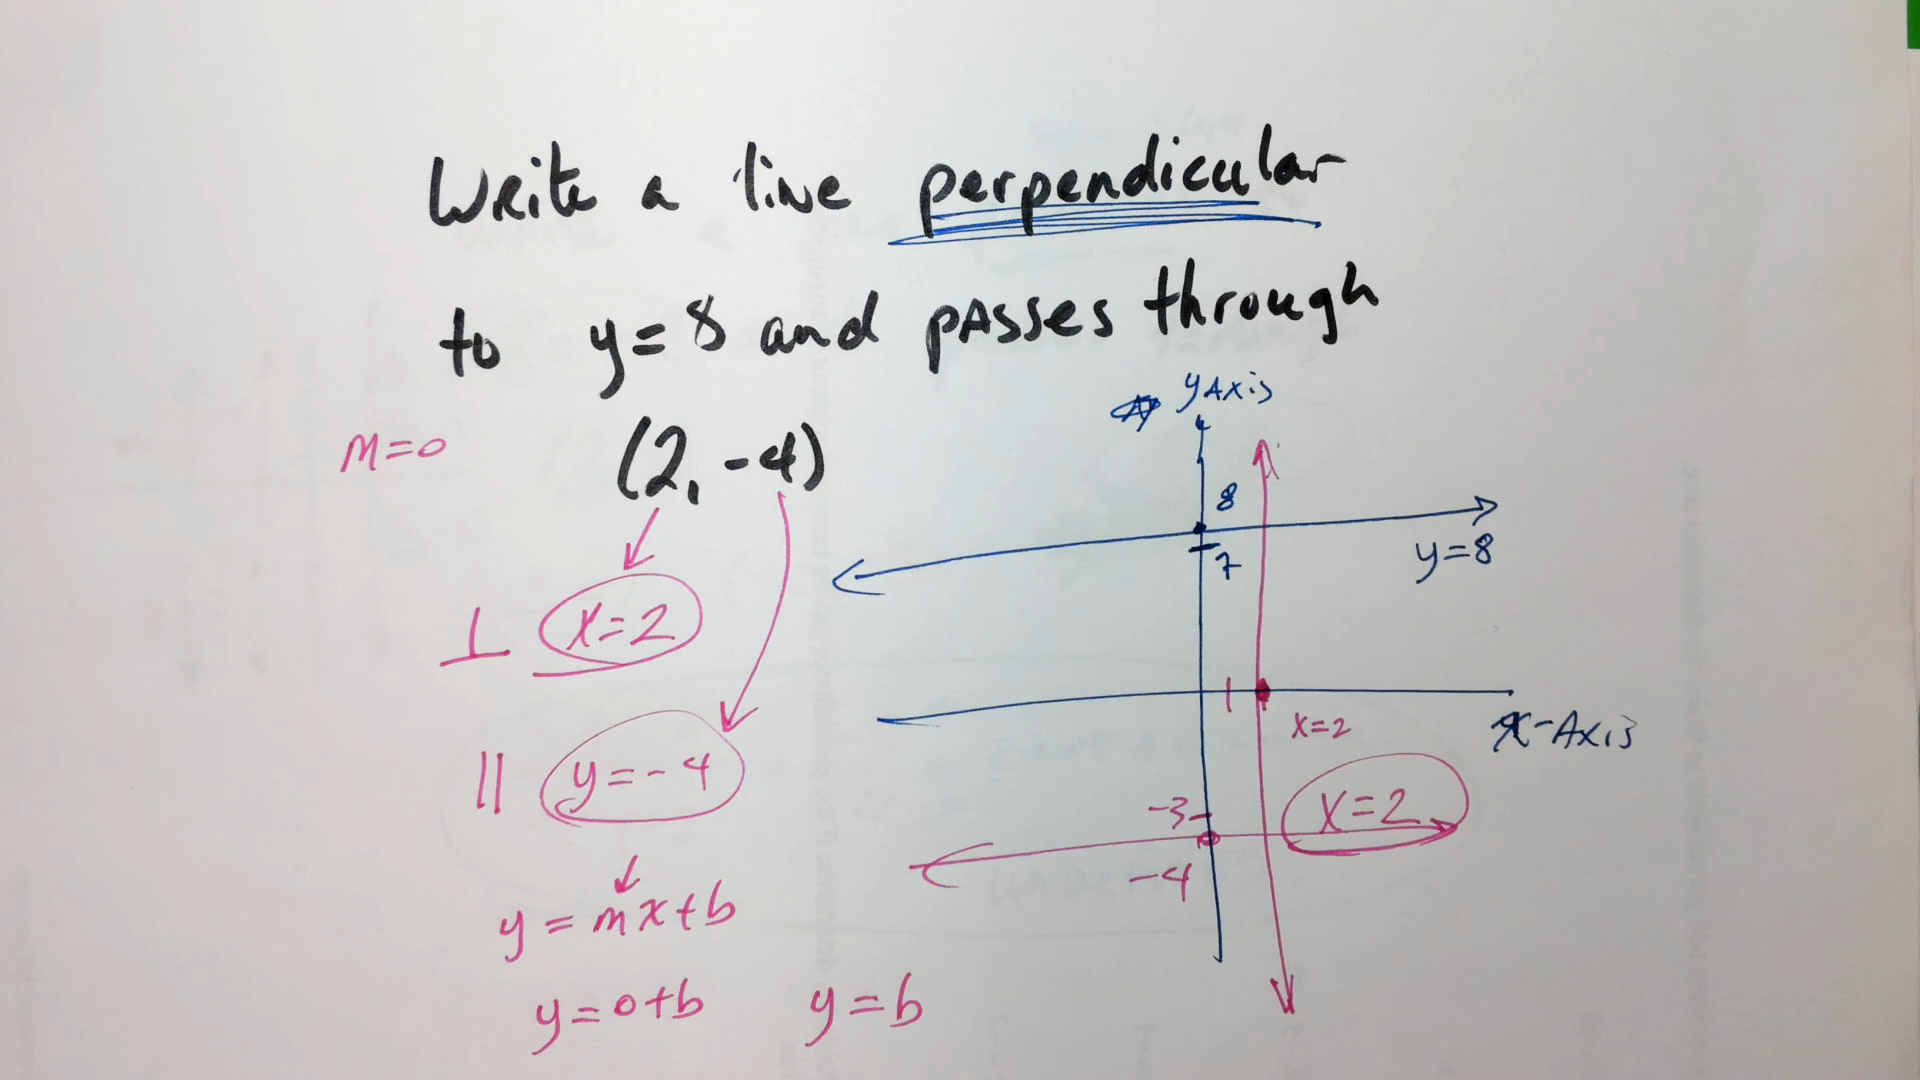 Write a line perpendicular
to y=8 and passes through
(2, -4)
m=0
⊥ x=2
|| y=-4
y=mx+b
y=0+b y=b
y Axis
8
y=8
7
1
x=2
x-Axis
x=2
-3
-4